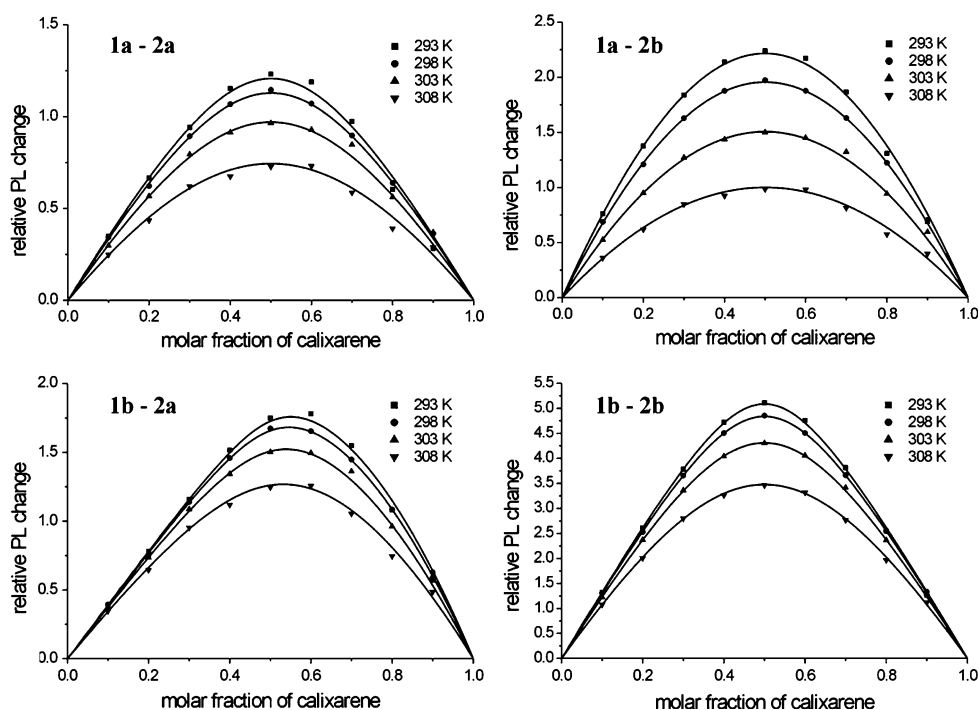 1a - 2a
293 K
298 K
303 K
308 K
relative PL change
1.5
1.0
0.5
0.0
0.0 0.2 0.4 0.6 0.8 1.0
molar fraction of calixarene
1a - 2b
293 K
298 K
303 K
308 K
relative PL change
2.5
2.0
1.5
1.0
0.5
0.0
0.0 0.2 0.4 0.6 0.8 1.0
molar fraction of calixarene
1b - 2a
293 K
298 K
303 K
308 K
relative PL change
2.0
1.5
1.0
0.5
0.0
0.0 0.2 0.4 0.6 0.8 1.0
molar fraction of calixarene
1b - 2b
293 K
298 K
303 K
308 K
relative PL change
5.5
5.0
4.5
4.0
3.5
3.0
2.5
2.0
1.5
1.0
0.5
0.0
0.0 0.2 0.4 0.6 0.8 1.0
molar fraction of calixarene